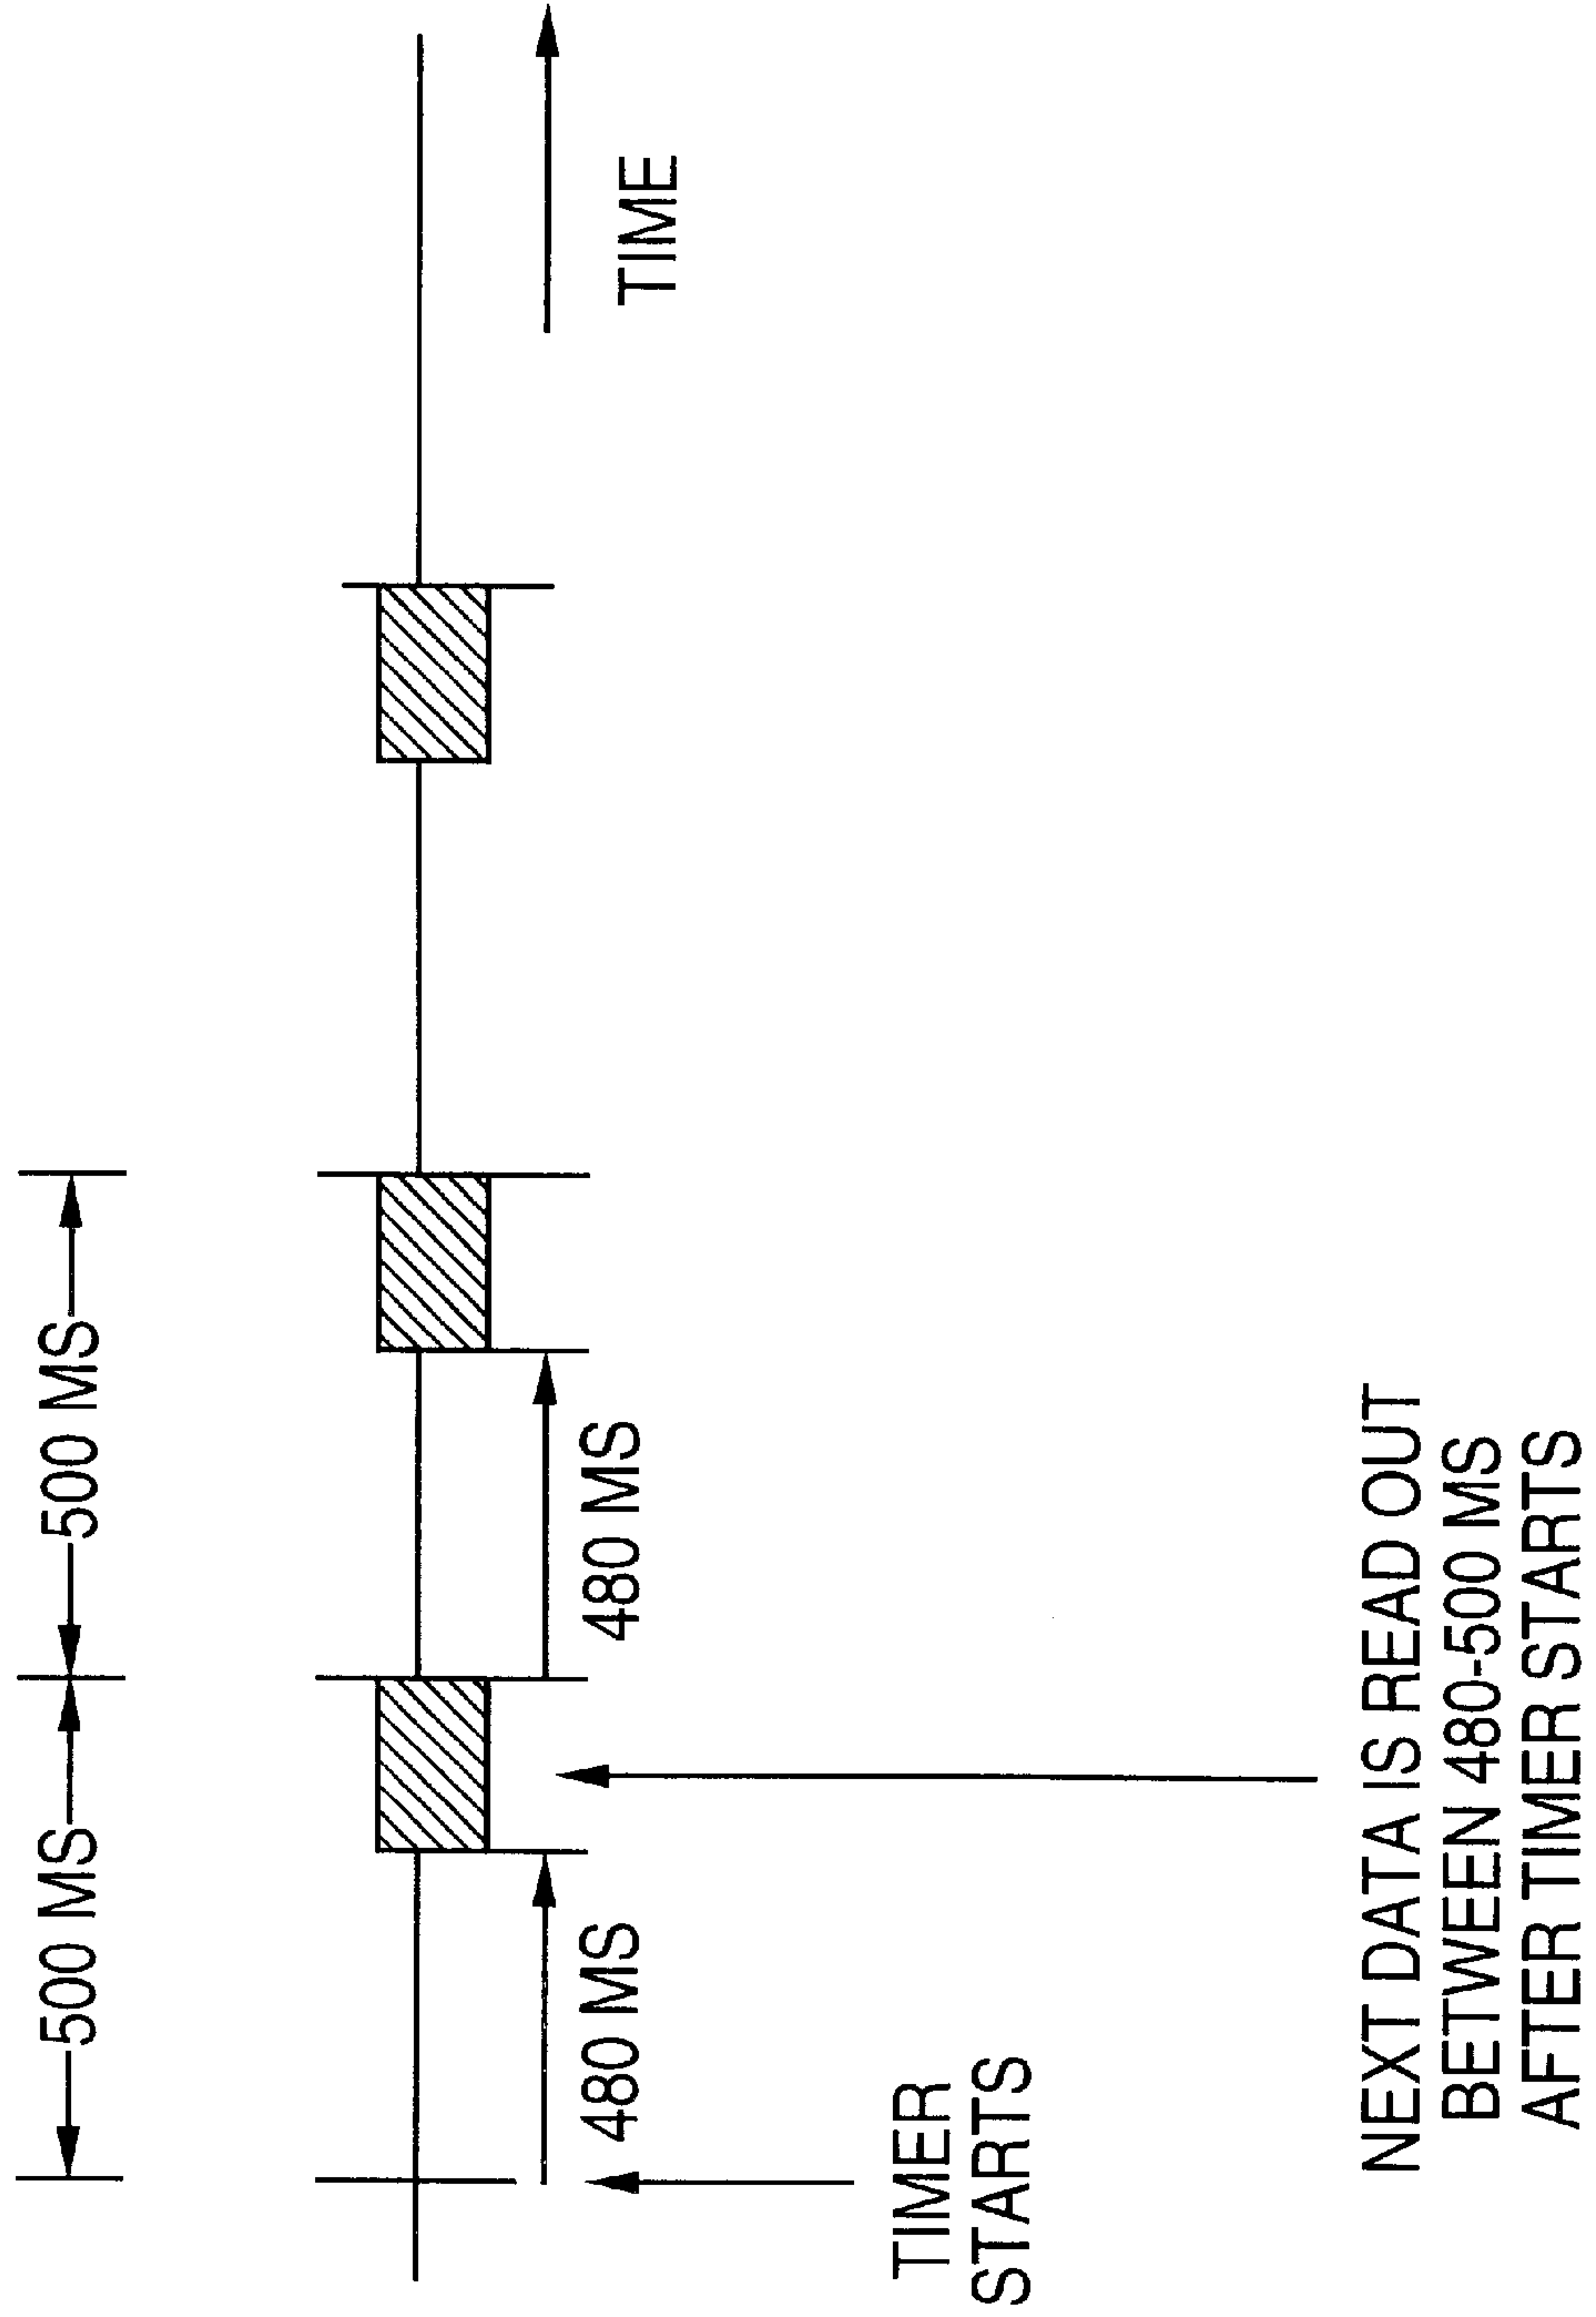 500 MS
500 MS
480 MS
480 MS
TIME
TIMER
STARTS
NEXT DATA IS READ OUT
BETWEEN 480-500 MS
AFTER TIMER STARTS